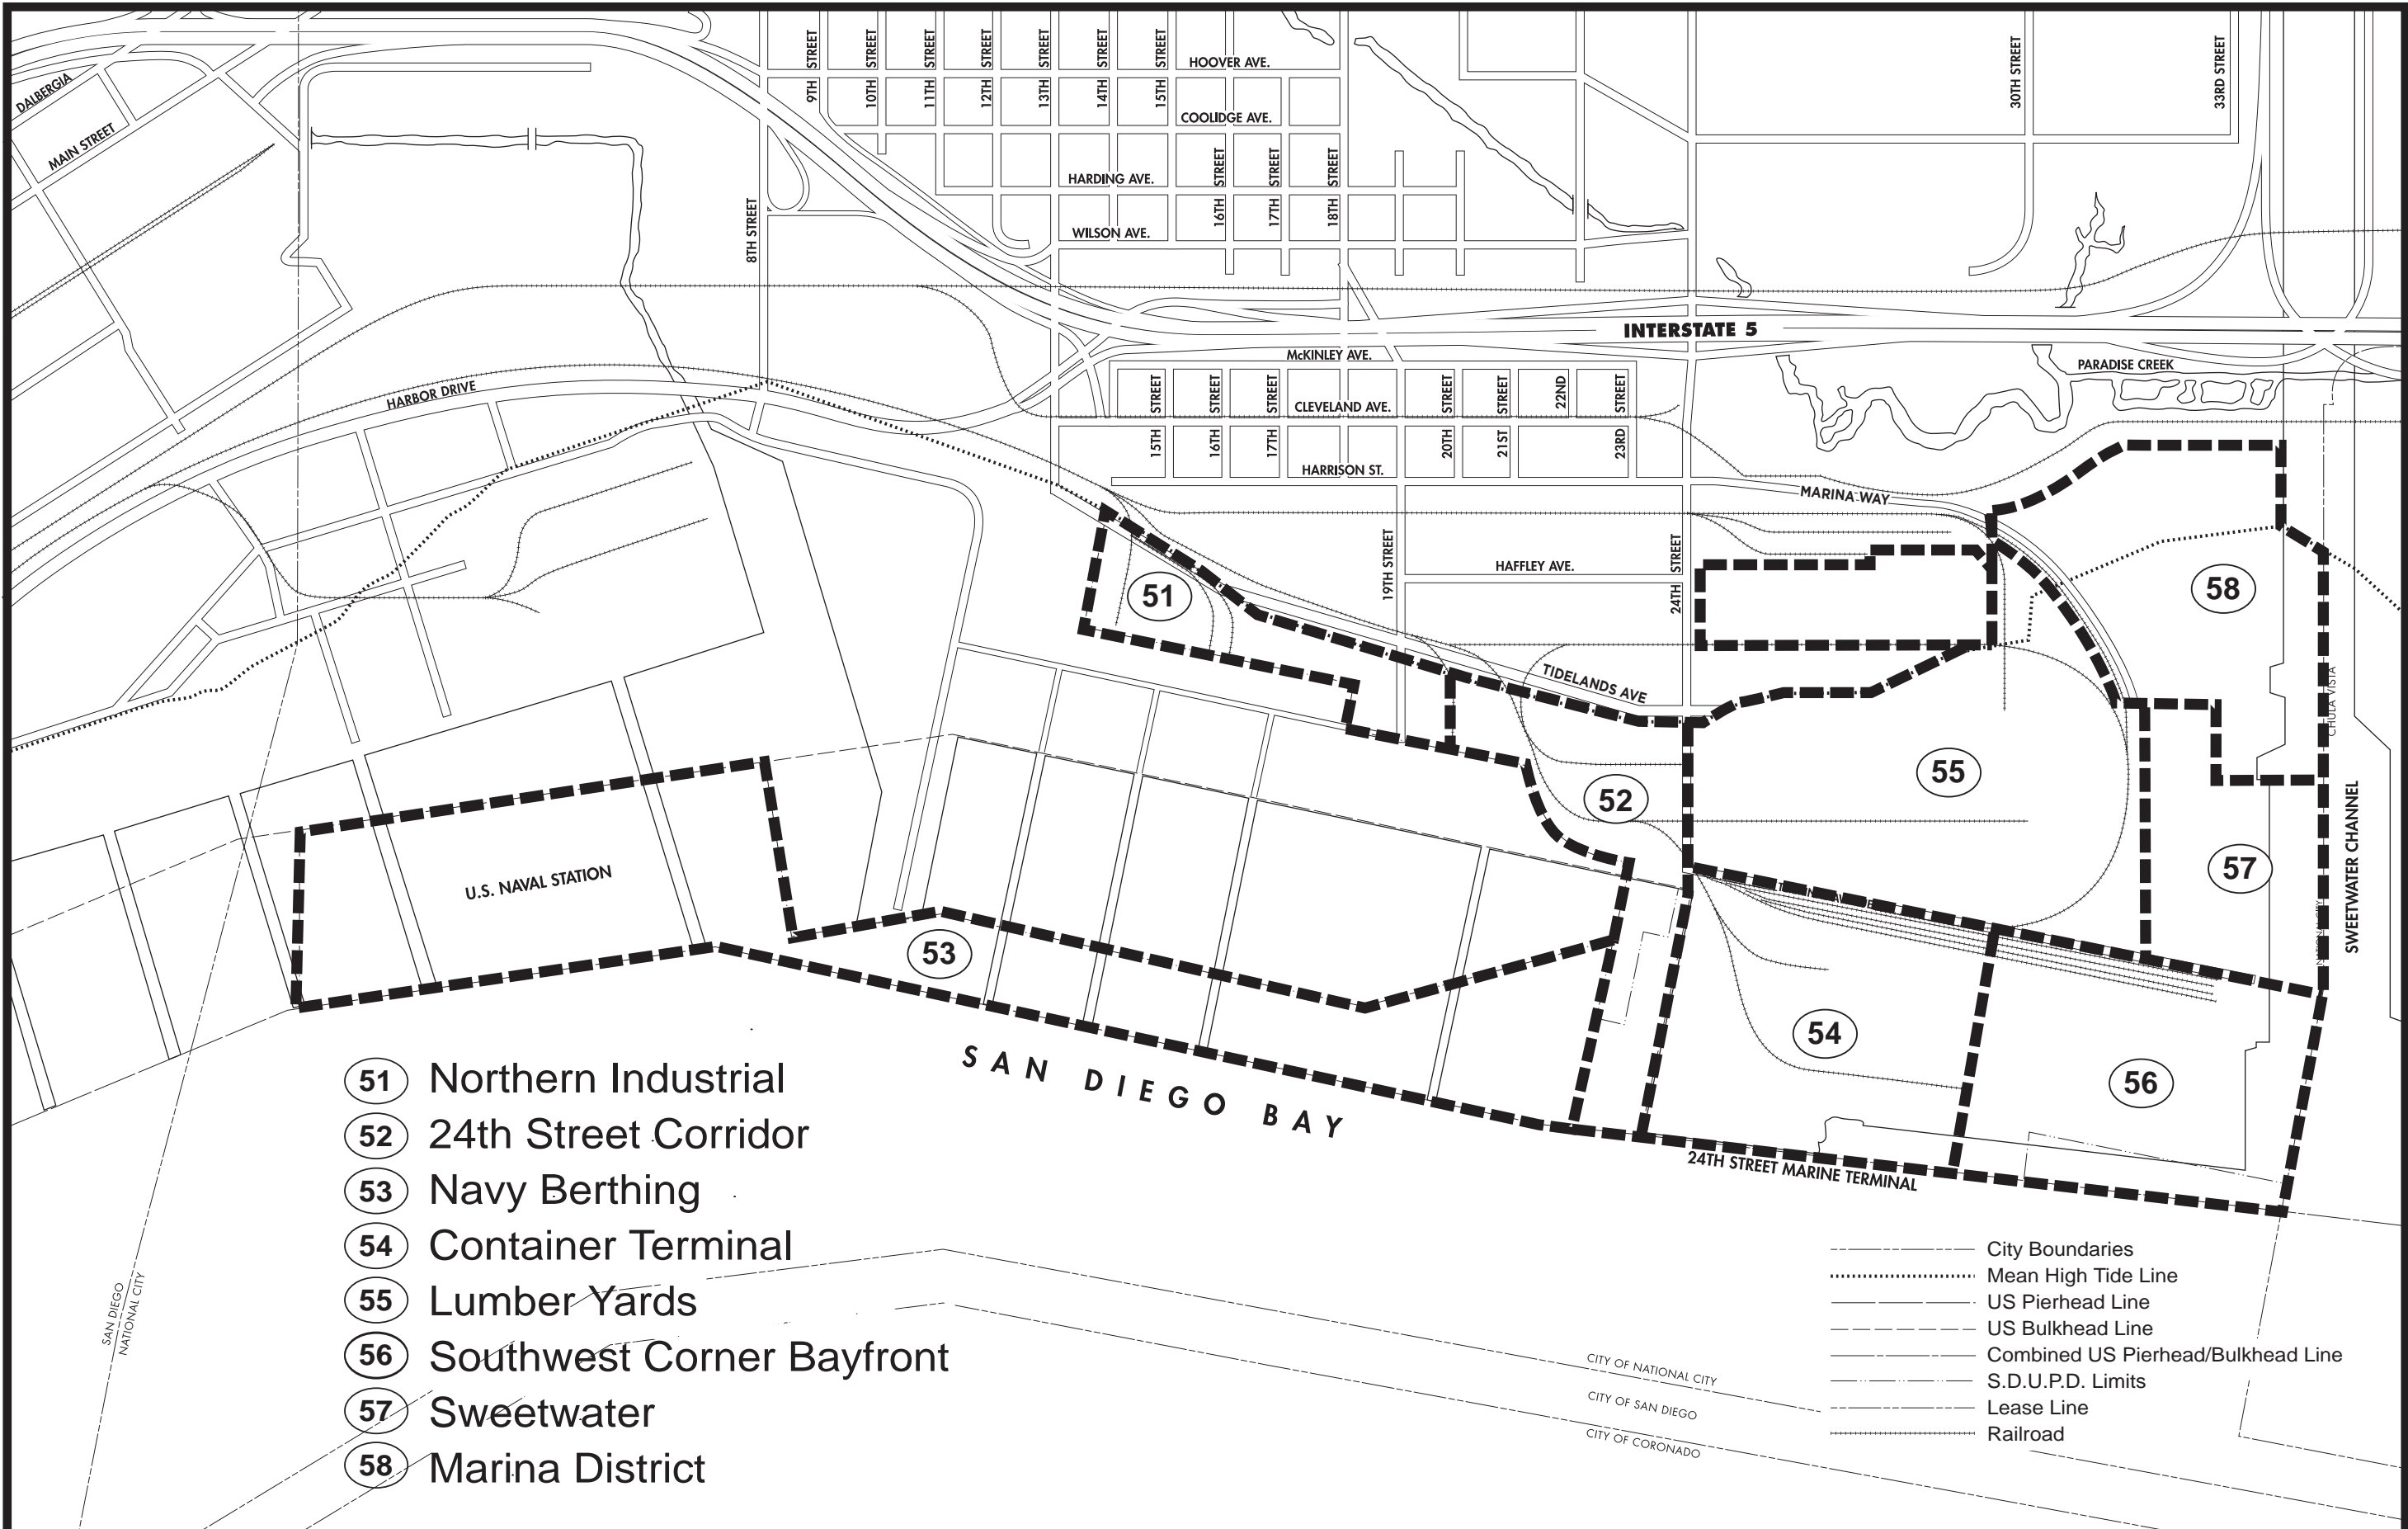 DALBERGIA
MAIN STREET
9TH STREET
10TH STREET
11TH STREET
12TH STREET
13TH STREET
14TH STREET
15TH STREET
HOOVER AVE.
COOLIDGE AVE.
HARDING AVE.
WILSON AVE.
16TH STREET
17TH STREET
18TH STREET
30TH STREET
33RD STREET
8TH STREET
INTERSTATE 5
McKINLEY AVE.
PARADISE CREEK
HARBOR DRIVE
CLEVELAND AVE.
15TH STREET
16TH STREET
17TH STREET
20TH STREET
21ST STREET
22ND
23RD STREET
HARRISON ST.
MARINA WAY
19TH STREET
HAFFLEY AVE.
24TH STREET
51
58
TIDELANDS AVE
CHULA VISTA
55
52
U.S. NAVAL STATION
57
SWEETWATER CHANNEL
53
54
56
SAN DIEGO BAY
24TH STREET MARINE TERMINAL
51 Northern Industrial
52 24th Street Corridor
53 Navy Berthing
54 Container Terminal
55 Lumber Yards
56 Southwest Corner Bayfront
57 Sweetwater
58 Marina District
SAN DIEGO
NATIONAL CITY
CITY OF NATIONAL CITY
CITY OF SAN DIEGO
CITY OF CORONADO
City Boundaries
Mean High Tide Line
US Pierhead Line
US Bulkhead Line
Combined US Pierhead/Bulkhead Line
S.D.U.P.D. Limits
Lease Line
Railroad